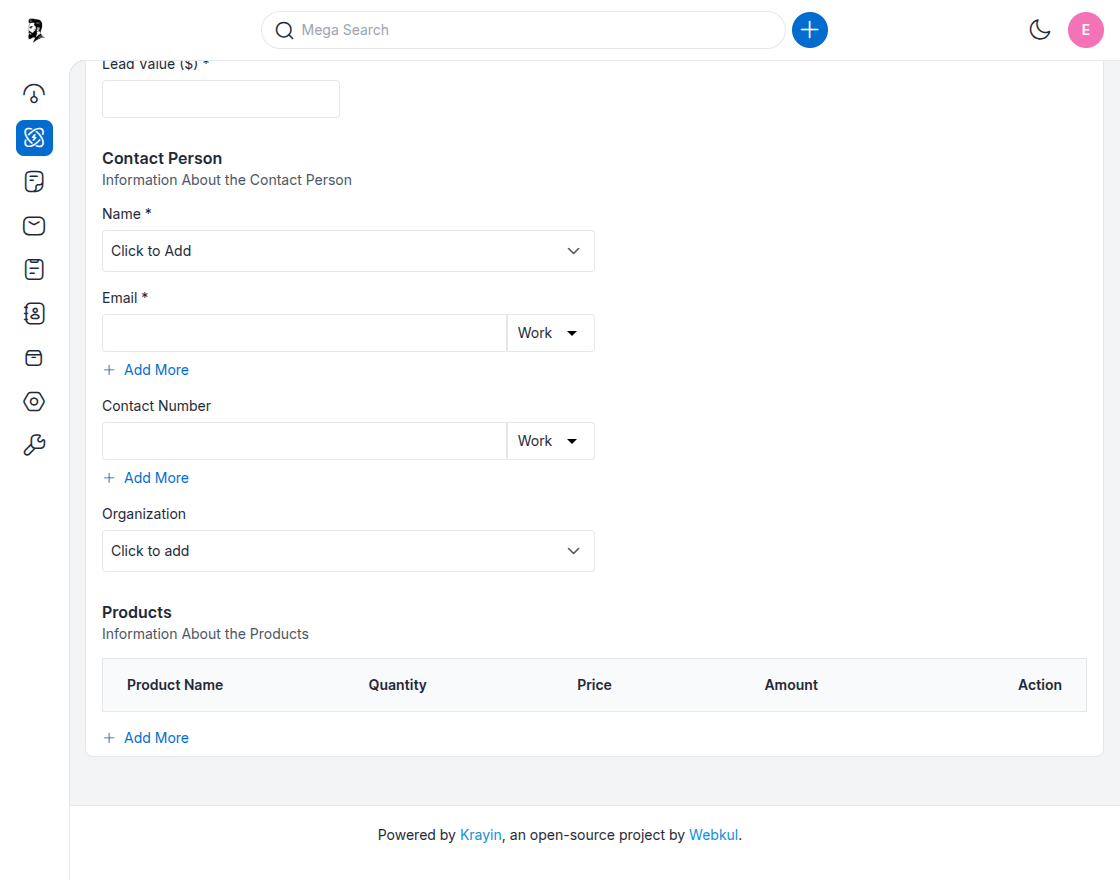 Mega Search
E
Lead Value ($) *
Contact Person
Information About the Contact Person
Name *
Click to Add
Email *
Work
+ Add More
Contact Number
Work
+ Add More
Organization
Click to add
Products
Information About the Products
Product Name Quantity Price Amount Action
+ Add More
Powered by Krayin, an open-source project by Webkul.